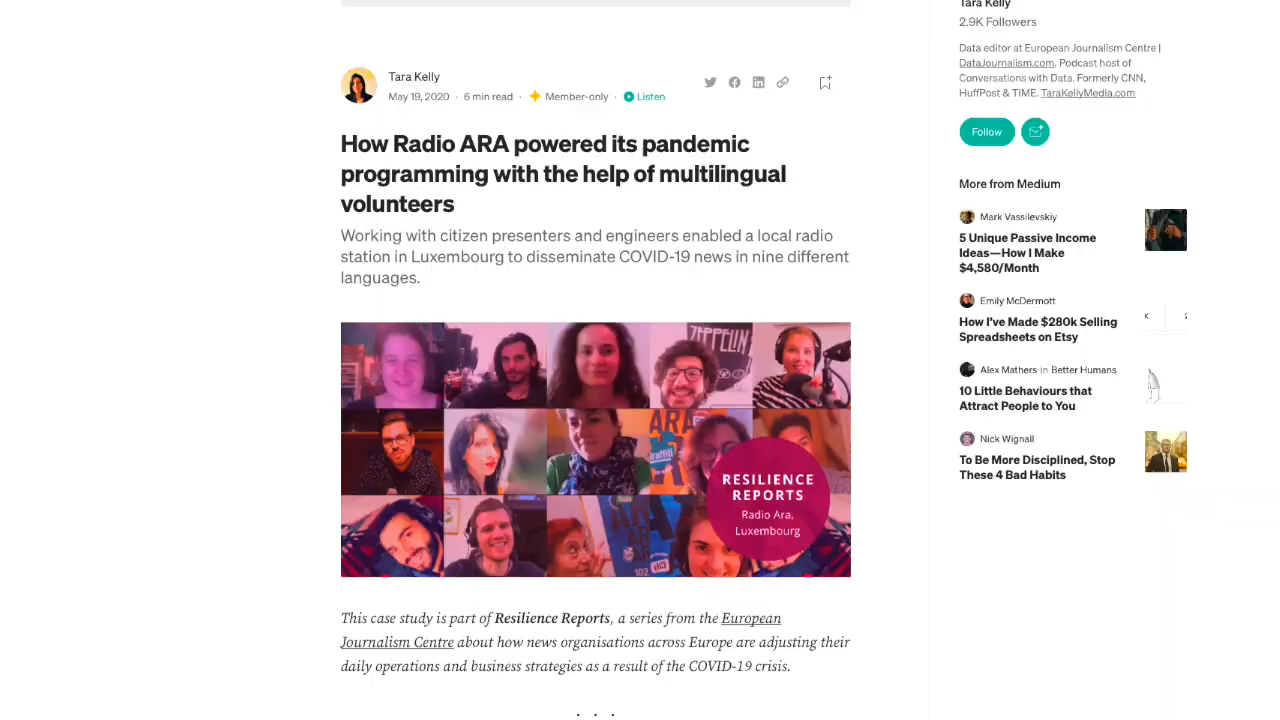 Tara Kelly
May 19, 2020 · 6 min read · Member-only · Listen
How Radio ARA powered its pandemic
programming with the help of multilingual
volunteers
Working with citizen presenters and engineers enabled a local radio
station in Luxembourg to disseminate COVID-19 news in nine different
languages.
ZEPPELIN
ARA
Graffiti
RESILIENCE
REPORTS
Radio Ara,
Luxembourg
102
This case study is part of Resilience Reports, a series from the European
Journalism Centre about how news organisations across Europe are adjusting their
daily operations and business strategies as a result of the COVID-19 crisis.
Tara Kelly
2.9K Followers
Data editor at European Journalism Centre |
DataJournalism.com. Podcast host of
Conversations with Data. Formerly CNN,
HuffPost & TIME. TaraKellyMedia.com
Follow
More from Medium
Mark Vassilevskiy
5 Unique Passive Income
Ideas—How I Make
$4,580/Month
Emily McDermott
How I've Made $280k Selling
Spreadsheets on Etsy
Alex Mathers in Better Humans
10 Little Behaviours that
Attract People to You
Nick Wignall
To Be More Disciplined, Stop
These 4 Bad Habits